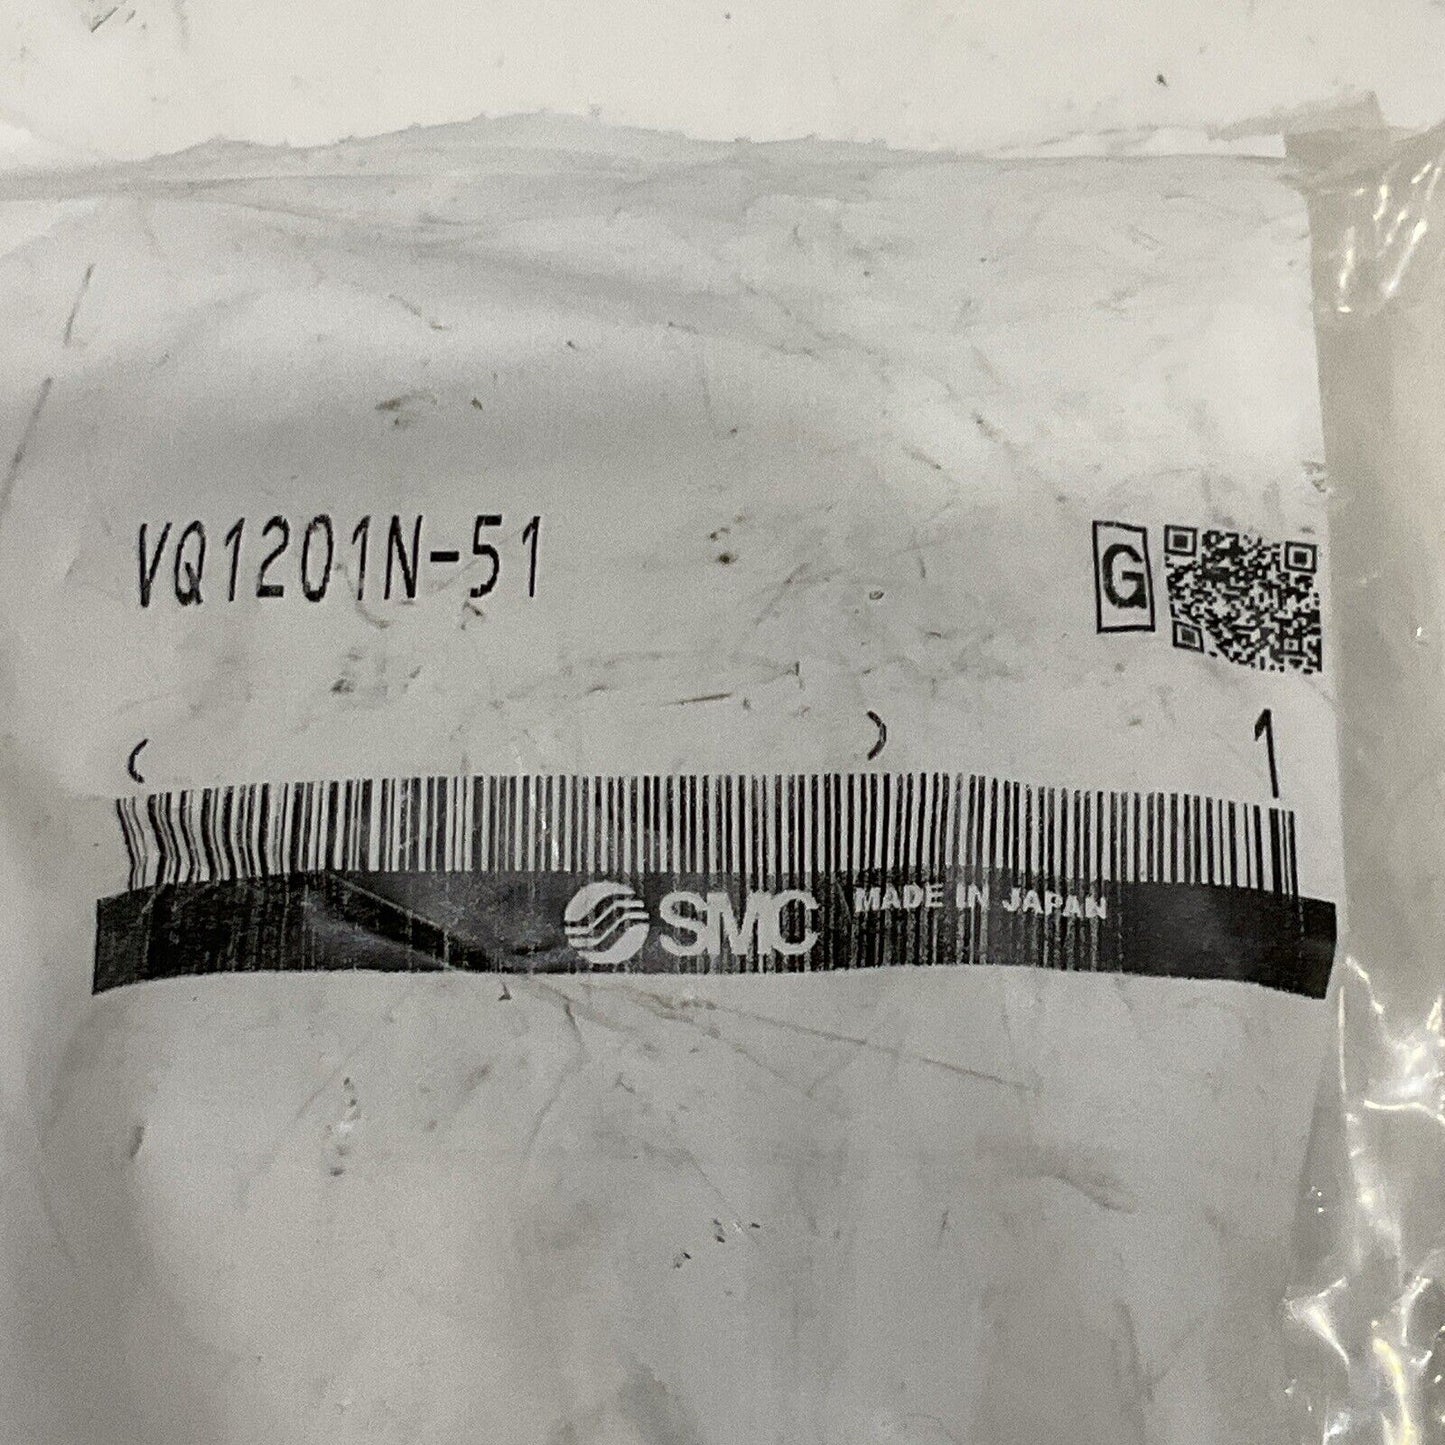 VQ1201N-51
G
( ) 1
SMC MADE IN JAPAN